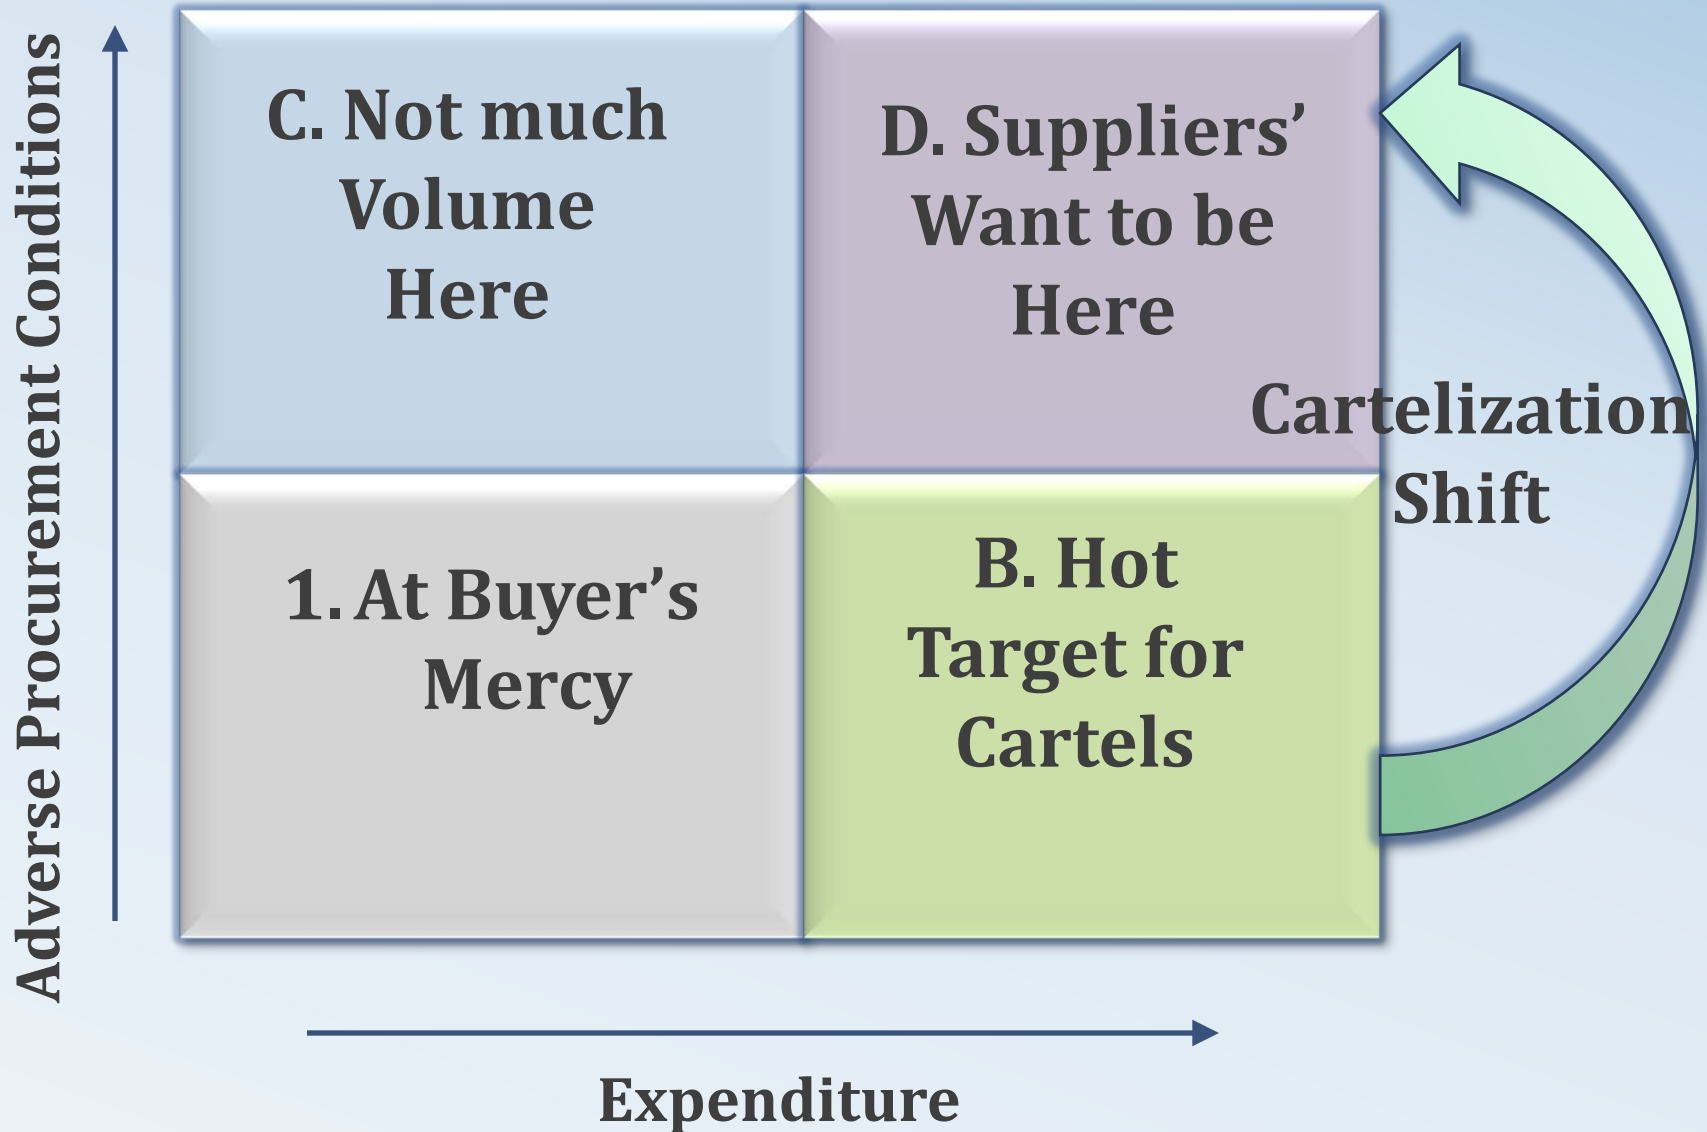 Adverse Procurement Conditions
C. Not much
Volume
Here
D. Suppliers’
Want to be
Here
Cartelization
Shift
1. At Buyer’s
Mercy
B. Hot
Target for
Cartels
Expenditure